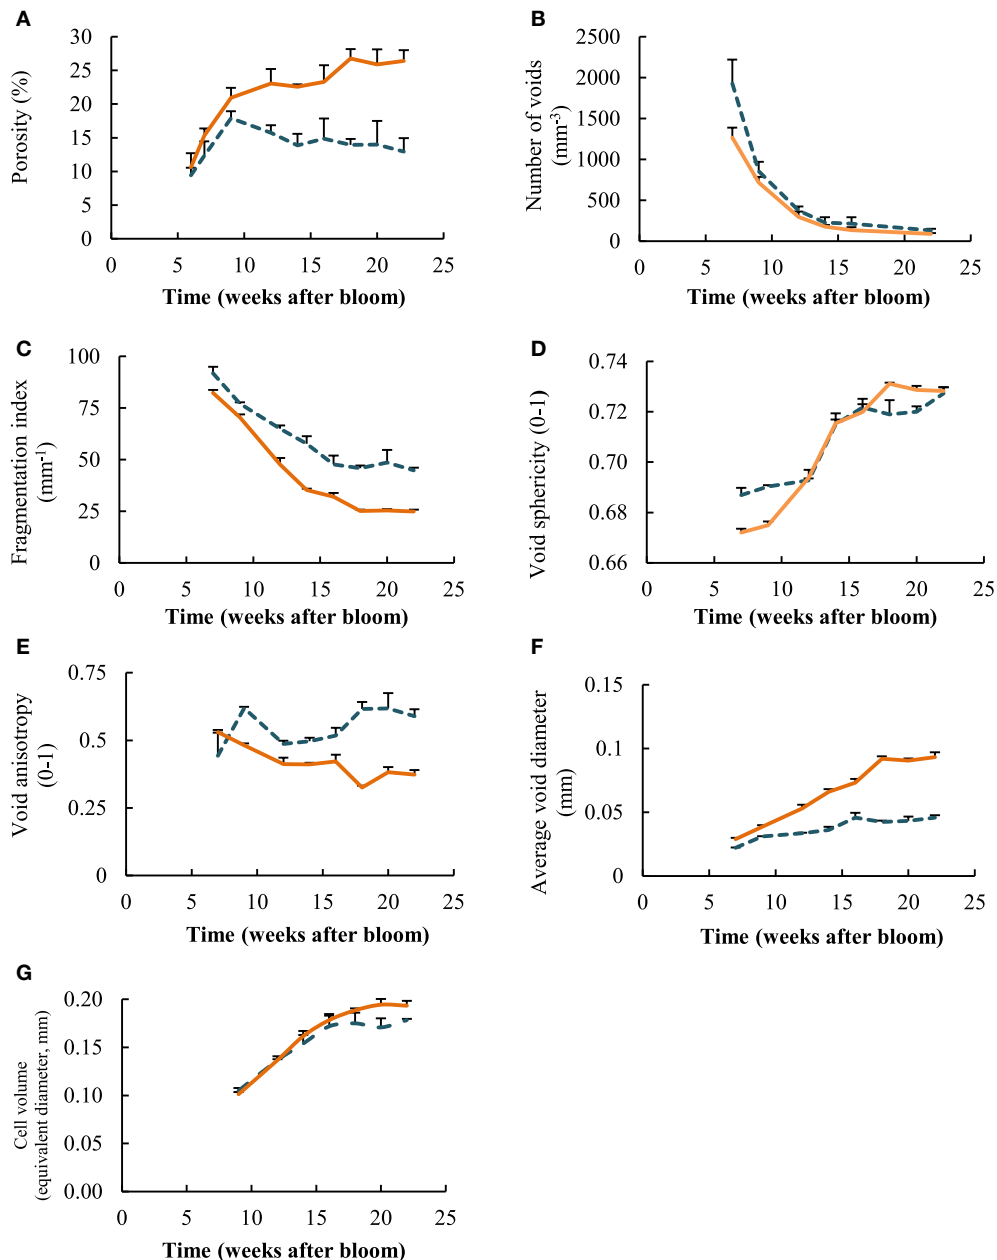 A
Porosity (%)
30
25
20
15
10
5
0
0 5 10 15 20 25
Time (weeks after bloom)
B
Number of voids
(mm-3)
2500
2000
1500
1000
500
0
0 5 10 15 20 25
Time (weeks after bloom)
C
Fragmentation index
(mm-1)
100
75
50
25
0
0 5 10 15 20 25
Time (weeks after bloom)
D
Void sphericity (0-1)
0.74
0.72
0.70
0.68
0.66
0 5 10 15 20 25
Time (weeks after bloom)
E
Void anisotropy
(0-1)
0.75
0.5
0.25
0
0 5 10 15 20 25
Time (weeks after bloom)
F
Average void diameter
(mm)
0.15
0.1
0.05
0
0 5 10 15 20 25
Time (weeks after bloom)
G
Cell volume
(equivalent diameter, mm)
0.20
0.15
0.10
0.05
0.00
0 5 10 15 20 25
Time (weeks after bloom)